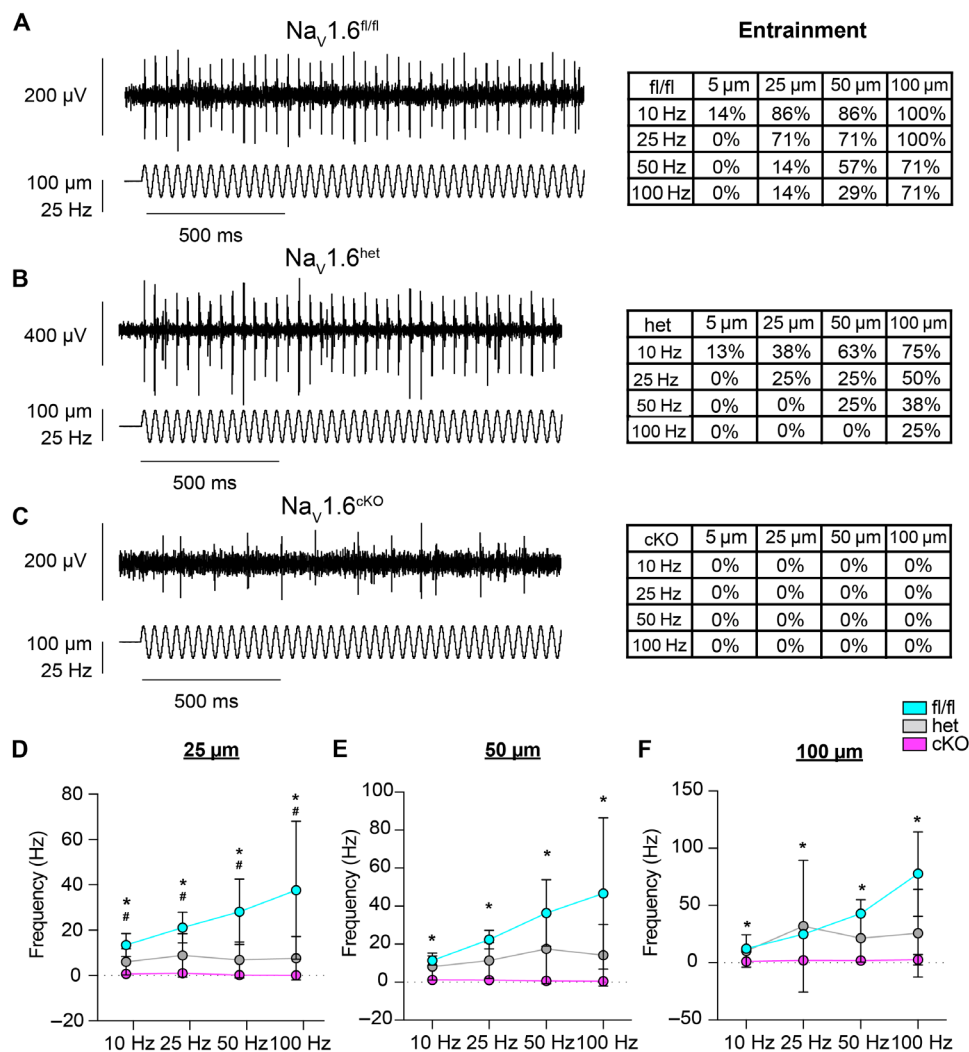 A
Na_V1.6^fl/fl
Entrainment
200 µV
100 µm
25 Hz
500 ms
fl/fl 5 µm 25 µm 50 µm 100 µm
10 Hz 14% 86% 86% 100%
25 Hz 0% 71% 71% 100%
50 Hz 0% 14% 57% 71%
100 Hz 0% 14% 29% 71%
B
Na_V1.6^het
400 µV
100 µm
25 Hz
500 ms
het 5 µm 25 µm 50 µm 100 µm
10 Hz 13% 38% 63% 75%
25 Hz 0% 25% 25% 50%
50 Hz 0% 0% 25% 38%
100 Hz 0% 0% 0% 25%
C
Na_V1.6^cKO
200 µV
100 µm
25 Hz
500 ms
cKO 5 µm 25 µm 50 µm 100 µm
10 Hz 0% 0% 0% 0%
25 Hz 0% 0% 0% 0%
50 Hz 0% 0% 0% 0%
100 Hz 0% 0% 0% 0%
fl/fl
het
cKO
D
25 µm
Frequency (Hz)
80
60
40
20
0
–20
* # * # * # * #
10 Hz 25 Hz 50 Hz 100 Hz
E
50 µm
Frequency (Hz)
100
80
60
40
20
0
–20
* * * *
10 Hz 25 Hz 50 Hz 100 Hz
F
100 µm
Frequency (Hz)
150
100
50
0
–50
* * * *
10 Hz 25 Hz 50 Hz 100 Hz